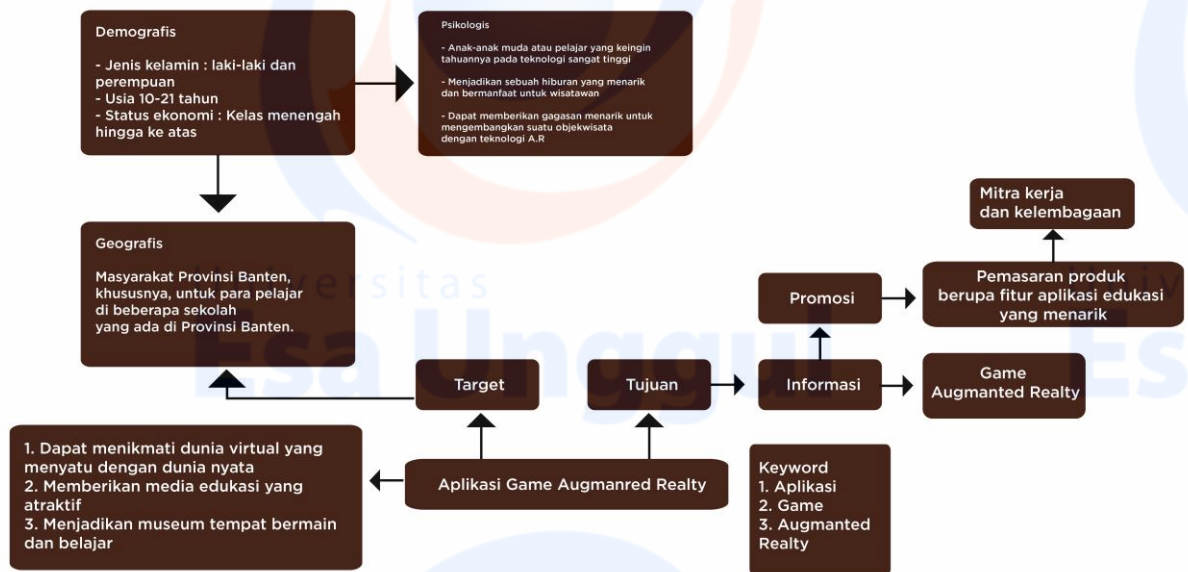 Demografis
- Jenis kelamin : laki-laki dan
perempuan
- Usia 10-21 tahun
- Status ekonomi : Kelas menengah
hingga ke atas
Psikologis
- Anak-anak muda atau pelajar yang keingin
tahuannya pada teknologi sangat tinggi
- Menjadikan sebuah hiburan yang menarik
dan bermanfaat untuk wisatawan
- Dapat memberikan gagasan menarik untuk
mengembangkan suatu objekwisata
dengan teknologi A.R
Mitra kerja
dan kelembagaan
Geografis
Masyarakat Provinsi Banten,
khususnya, untuk para pelajar
di beberapa sekolah
yang ada di Provinsi Banten.
Promosi
Pemasaran produk
berupa fitur aplikasi edukasi
yang menarik
Universitas
Esa Unggul
Univ
Es
Target
Tujuan
Informasi
Game
Augmanted Realty
1. Dapat menikmati dunia virtual yang
menyatu dengan dunia nyata
2. Memberikan media edukasi yang
atraktif
3. Menjadikan museum tempat bermain
dan belajar
Aplikasi Game Augmanred Realty
Keyword
1. Aplikasi
2. Game
3. Augmanted
Realty